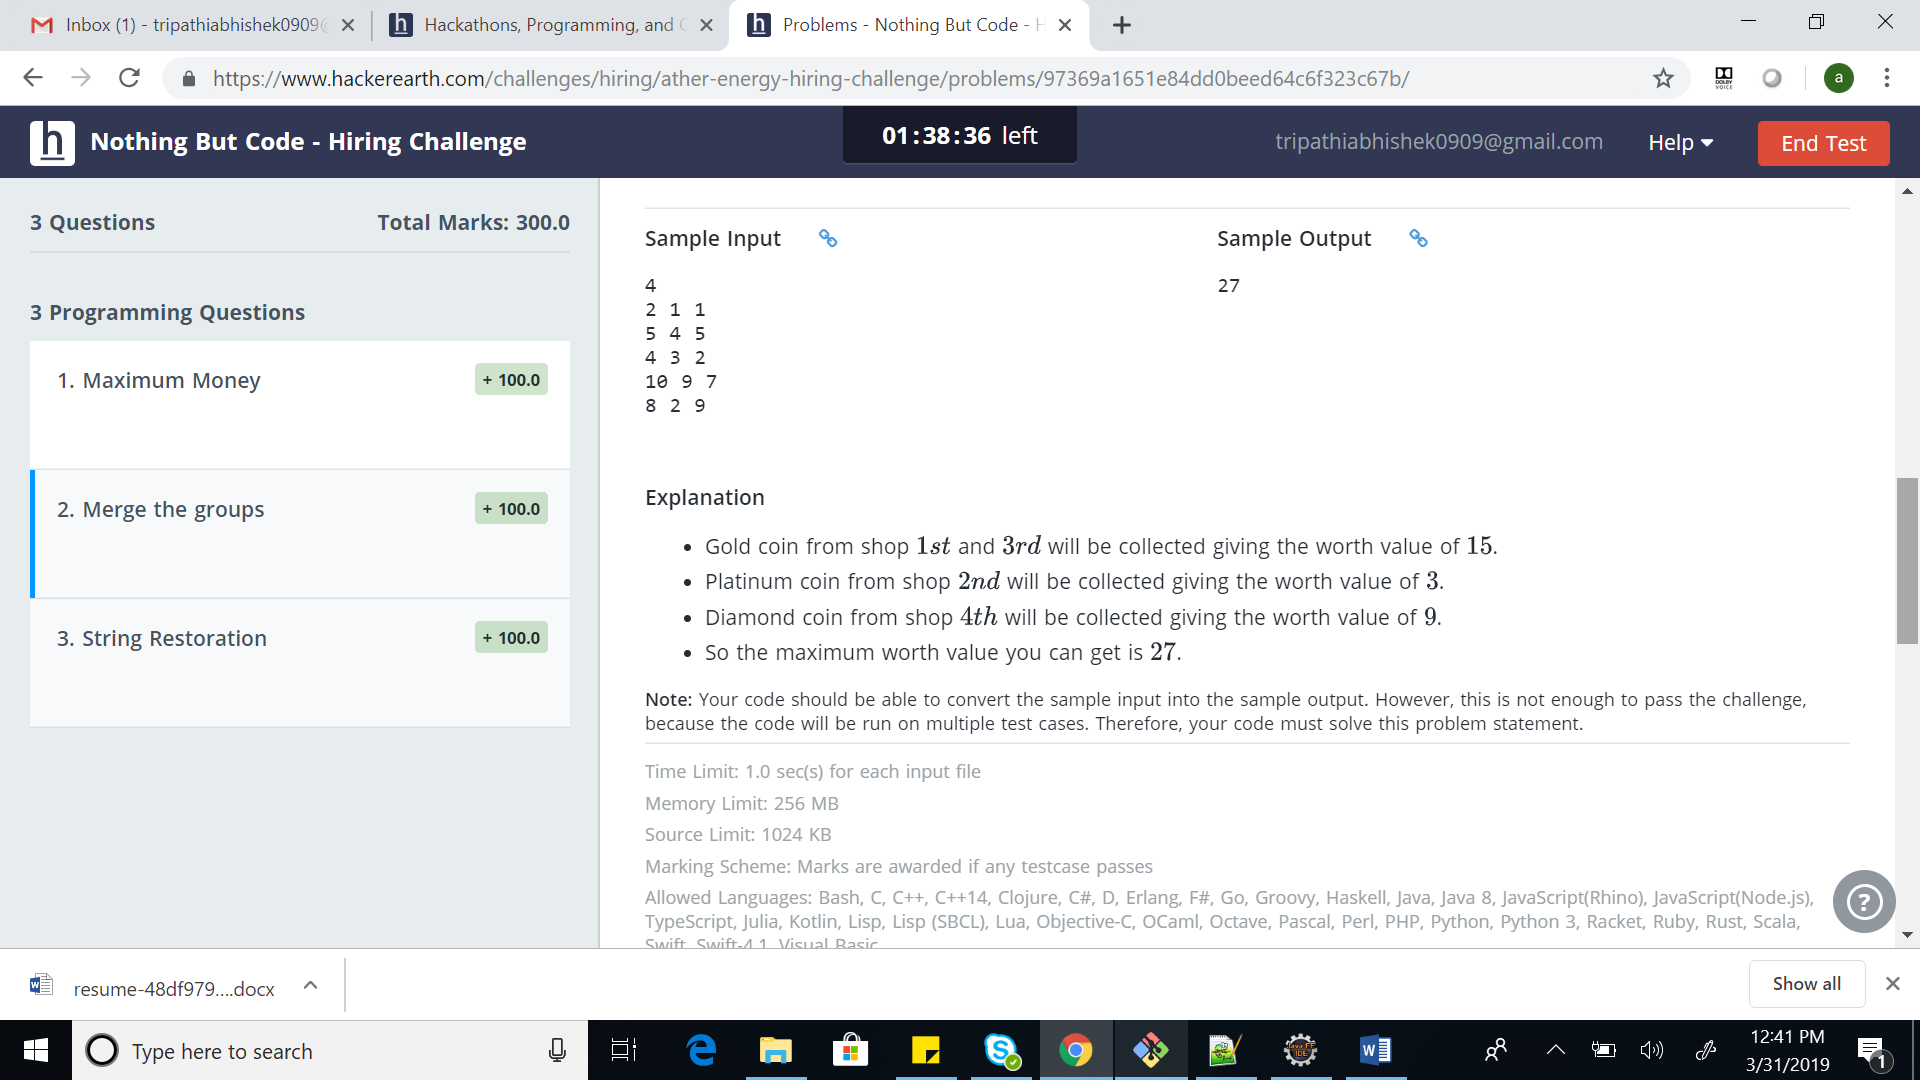 Inbox (1) - tripathiabhishek0909@
Hackathons, Programming, and C
Problems - Nothing But Code - H
https://www.hackerearth.com/challenges/hiring/ather-energy-hiring-challenge/problems/97369a1651e84dd0beed64c6f323c67b/
DOLBY
VOICE
a
h
Nothing But Code - Hiring Challenge
01:38:36 left
tripathiabhishek0909@gmail.com
Help
End Test
3 Questions
Total Marks: 300.0
3 Programming Questions
1. Maximum Money
+ 100.0
2. Merge the groups
+ 100.0
3. String Restoration
+ 100.0
Sample Input
4
2 1 1
5 4 5
4 3 2
10 9 7
8 2 9
Sample Output
27
Explanation
• Gold coin from shop 1st and 3rd will be collected giving the worth value of 15.
• Platinum coin from shop 2nd will be collected giving the worth value of 3.
• Diamond coin from shop 4th will be collected giving the worth value of 9.
• So the maximum worth value you can get is 27.
Note: Your code should be able to convert the sample input into the sample output. However, this is not enough to pass the challenge,
because the code will be run on multiple test cases. Therefore, your code must solve this problem statement.
Time Limit: 1.0 sec(s) for each input file
Memory Limit: 256 MB
Source Limit: 1024 KB
Marking Scheme: Marks are awarded if any testcase passes
Allowed Languages: Bash, C, C++, C++14, Clojure, C#, D, Erlang, F#, Go, Groovy, Haskell, Java, Java 8, JavaScript(Rhino), JavaScript(Node.js),
TypeScript, Julia, Kotlin, Lisp, Lisp (SBCL), Lua, Objective-C, OCaml, Octave, Pascal, Perl, PHP, Python, Python 3, Racket, Ruby, Rust, Scala,
Swift, Swift-4.1, Visual Basic
?
resume-48df979....docx
Show all
Type here to search
Java EE
IDE
12:41 PM
3/31/2019
1